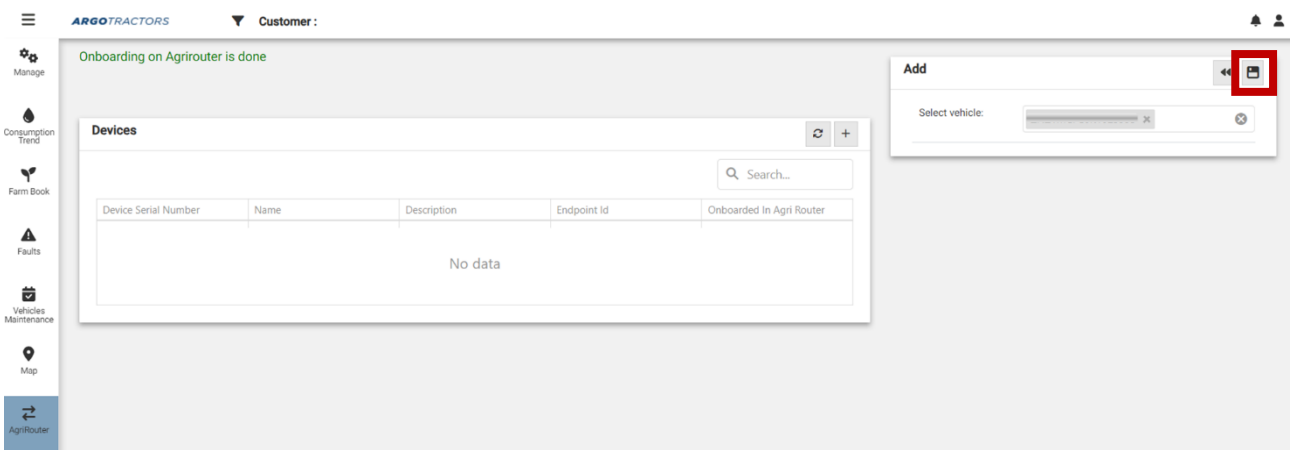 ARGOTRACTORS
Customer :
Manage
Consumption
Trend
Farm Book
Faults
Vehicles
Maintenance
Map
AgriRouter
Onboarding on Agrirouter is done
Devices
Search...
Device Serial Number Name Description Endpoint Id Onboarded In Agri Router
No data
Add
Select vehicle: